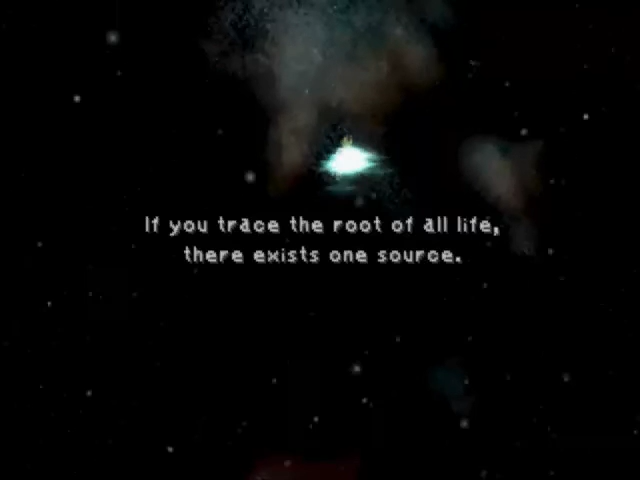 If you trace the root of all life,
there exists one source.